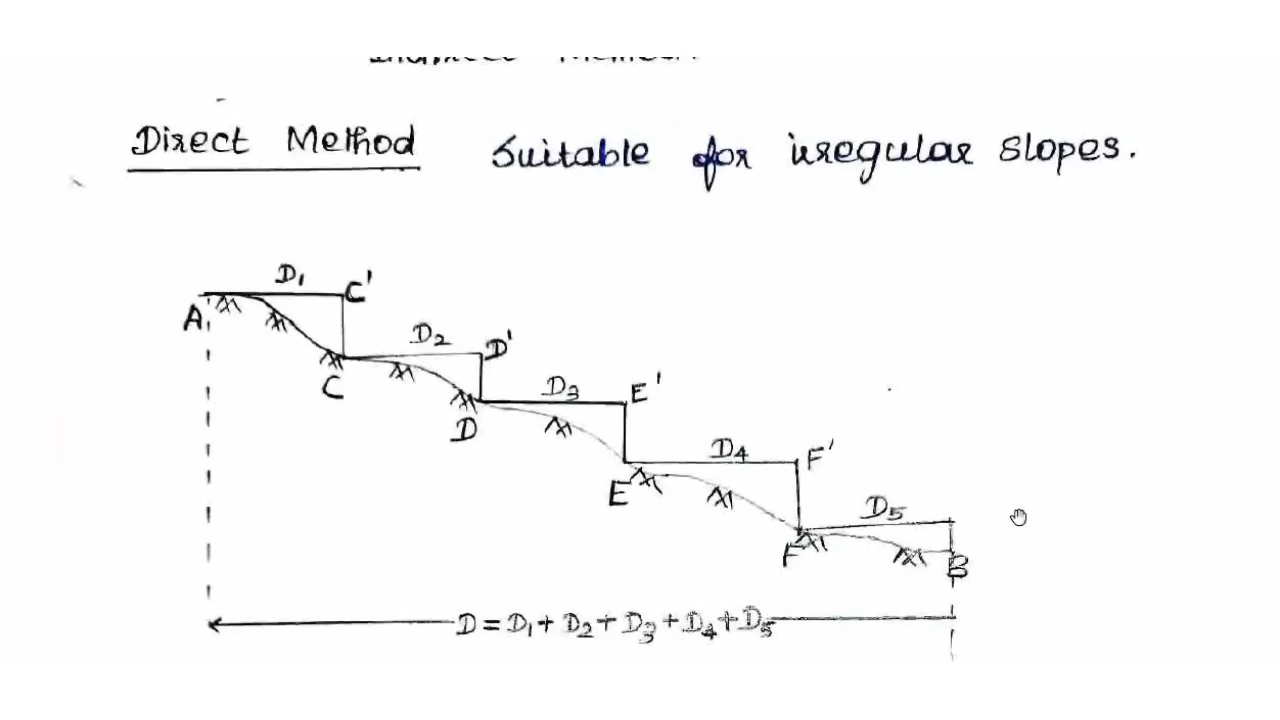 Direct Method Suitable for irregular slopes.
D1
C'
A
D2
D'
C
D3
E'
D
D4
F'
E
D5
F
B
D = D1 + D2 + D3 + D4 + D5